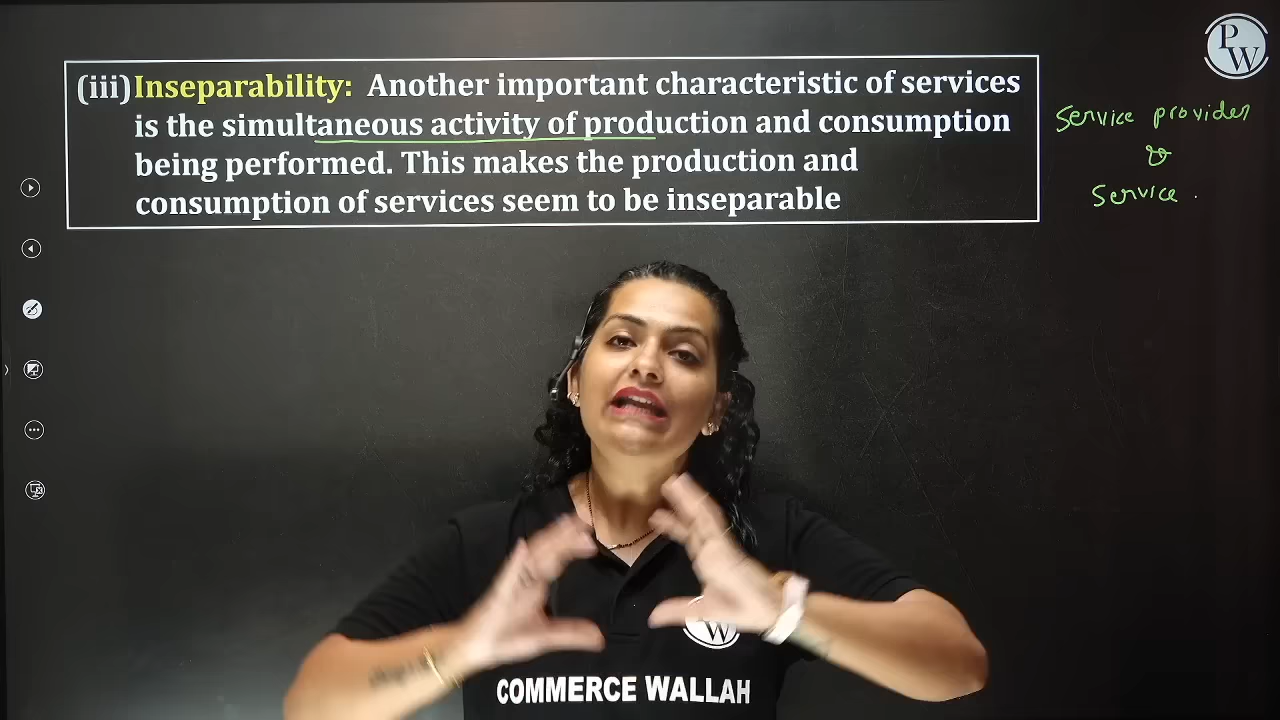 (iii) Inseparability: Another important characteristic of services
is the simultaneous activity of production and consumption
being performed. This makes the production and
consumption of services seem to be inseparable
Service provider
&
Service .
PW
W
COMMERCE WALLAH